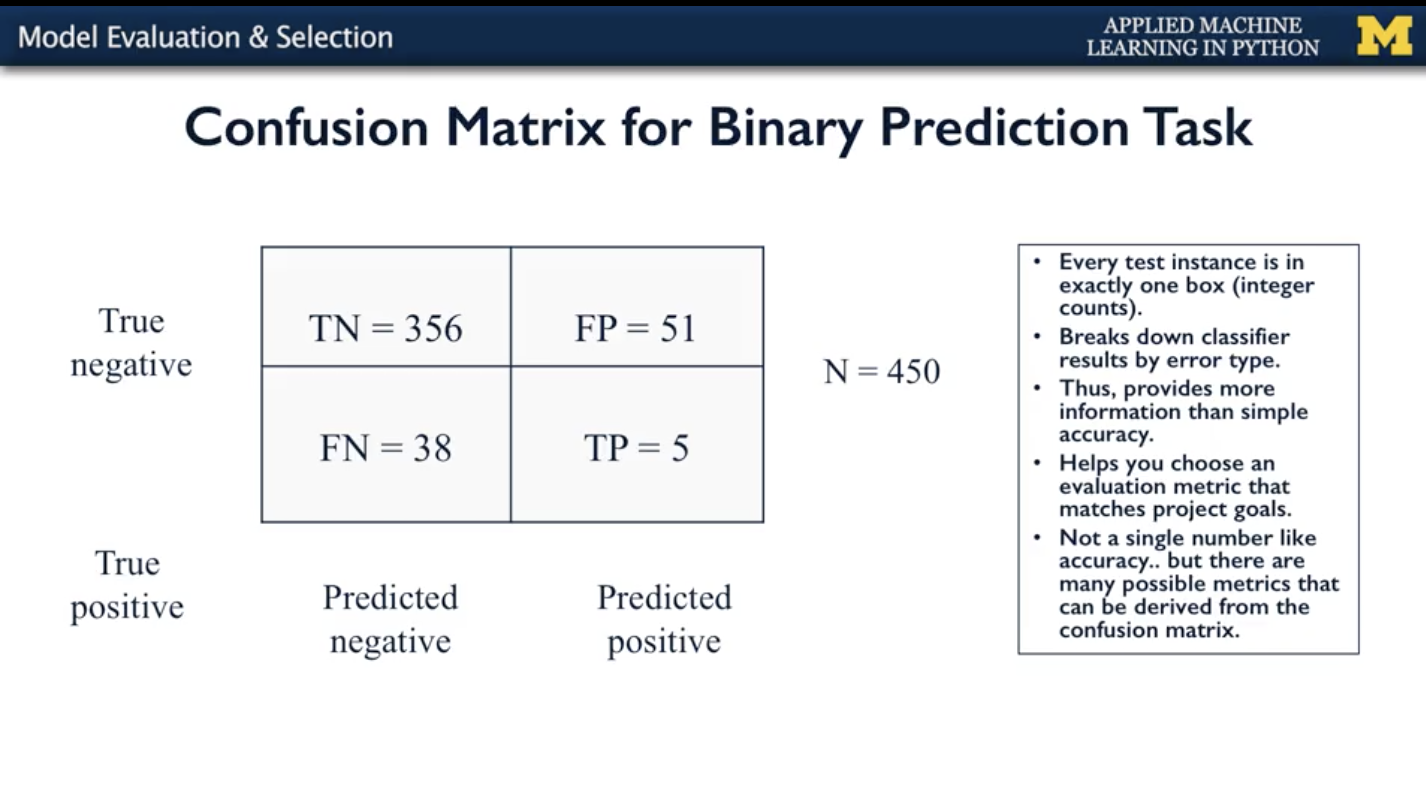 Model Evaluation & Selection
APPLIED MACHINE
LEARNING IN PYTHON
M
Confusion Matrix for Binary Prediction Task
True
negative
TN = 356
FP = 51
N = 450
FN = 38
TP = 5
True
positive
Predicted
negative
Predicted
positive
• Every test instance is in
exactly one box (integer
counts).
• Breaks down classifier
results by error type.
• Thus, provides more
information than simple
accuracy.
• Helps you choose an
evaluation metric that
matches project goals.
• Not a single number like
accuracy.. but there are
many possible metrics that
can be derived from the
confusion matrix.